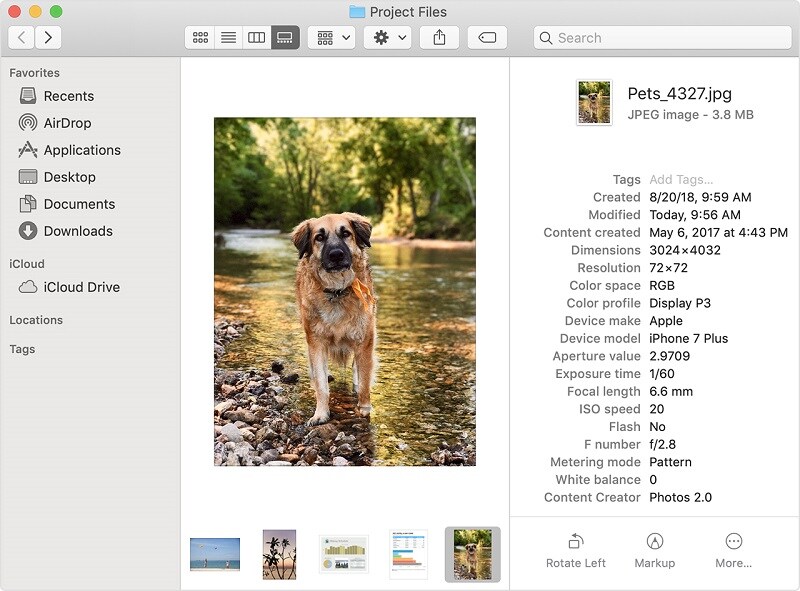 Project Files
Search
Favorites
Recents
AirDrop
Applications
Desktop
Documents
Downloads
iCloud
iCloud Drive
Locations
Tags
Pets_4327.jpg
JPEG image - 3.8 MB
Tags Add Tags...
Created 8/20/18, 9:59 AM
Modified Today, 9:56 AM
Content created May 6, 2017 at 4:43 PM
Dimensions 3024×4032
Resolution 72×72
Color space RGB
Color profile Display P3
Device make Apple
Device model iPhone 7 Plus
Aperture value 2.9709
Exposure time 1/60
Focal length 6.6 mm
ISO speed 20
Flash No
F number f/2.8
Metering mode Pattern
White balance 0
Content Creator Photos 2.0
Rotate Left Markup More...